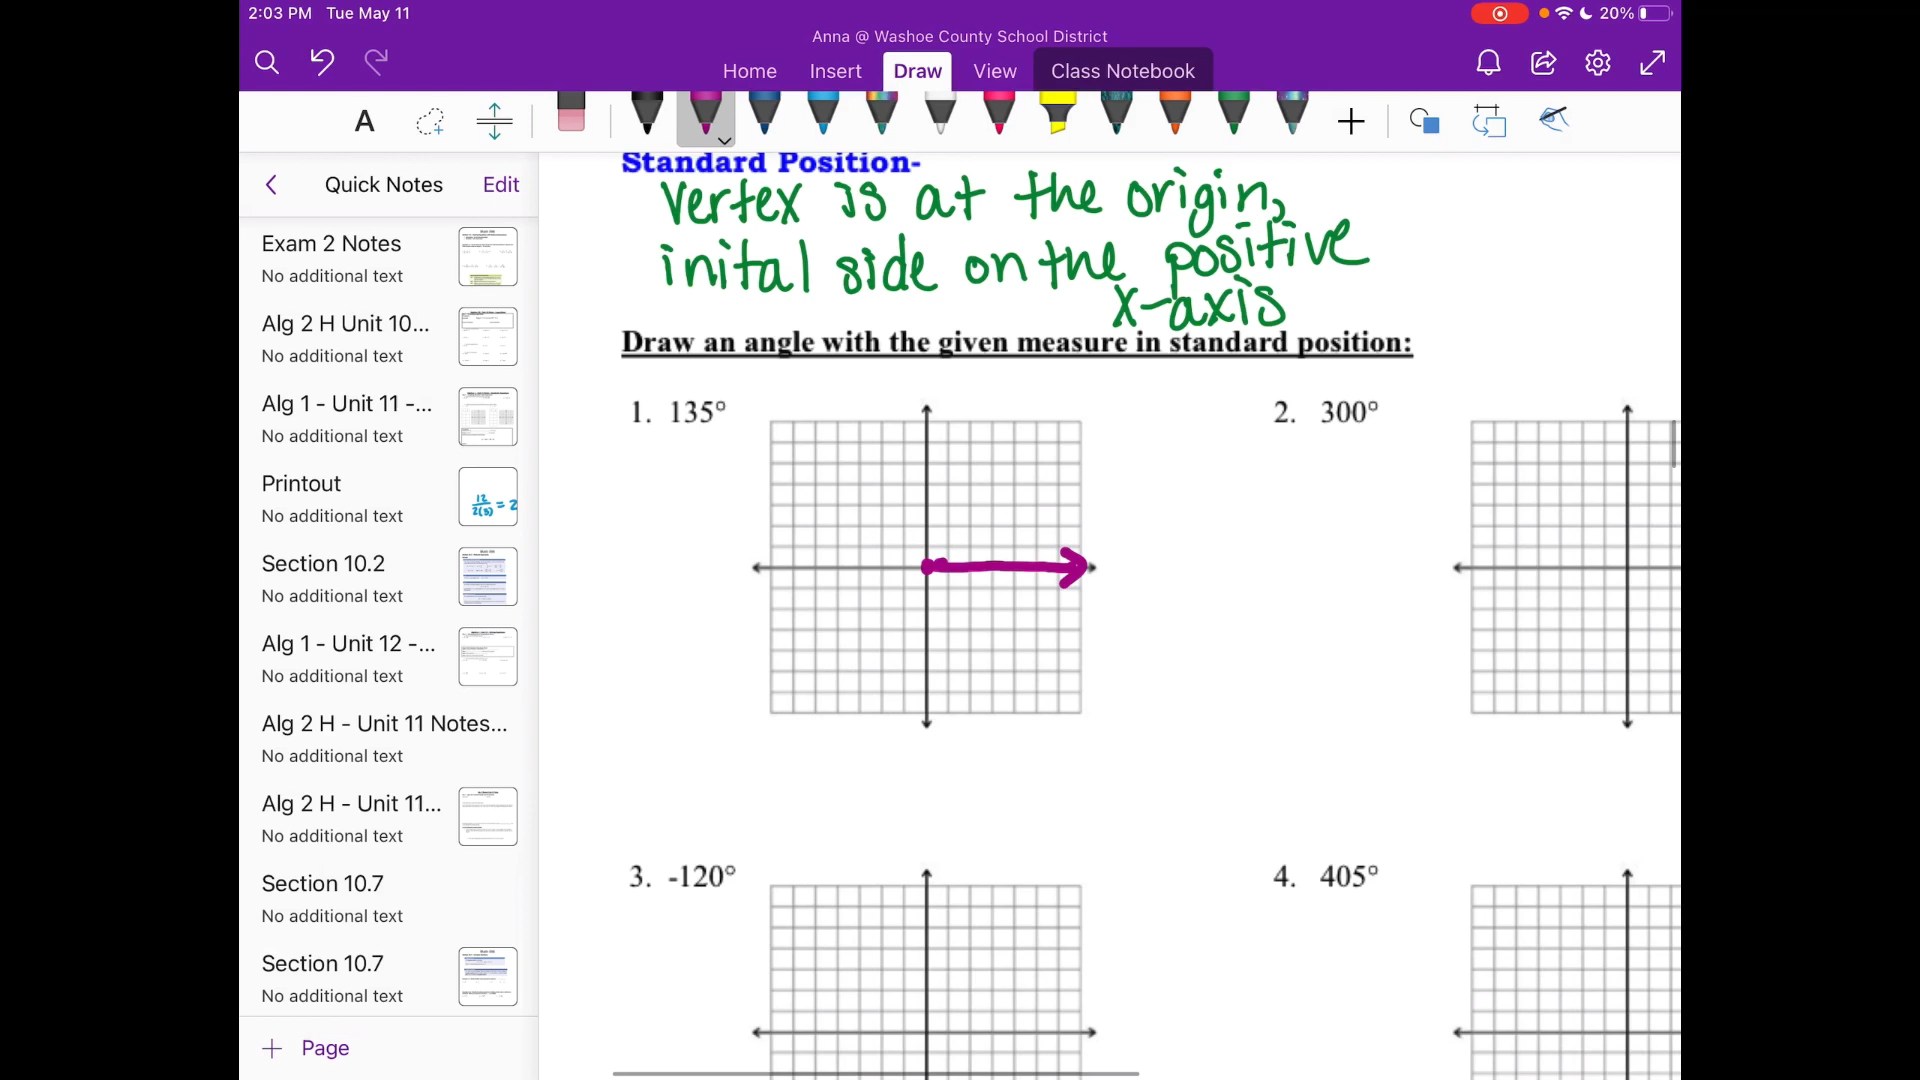 2:03 PM Tue May 11
20%
Anna @ Washoe County School District
Home Insert Draw View Class Notebook
A
Quick Notes Edit
Exam 2 Notes
No additional text
Alg 2 H Unit 10...
No additional text
Alg 1 - Unit 11 -...
No additional text
Printout
No additional text
12
2(5) = 2
Section 10.2
No additional text
Alg 1 - Unit 12 -...
No additional text
Alg 2 H - Unit 11 Notes...
No additional text
Alg 2 H - Unit 11...
No additional text
Section 10.7
No additional text
Section 10.7
No additional text
+ Page
Standard Position-
vertex is at the origin,
inital side on the positive
x-axis
Draw an angle with the given measure in standard position:
1. 135°
2. 300°
3. -120°
4. 405°